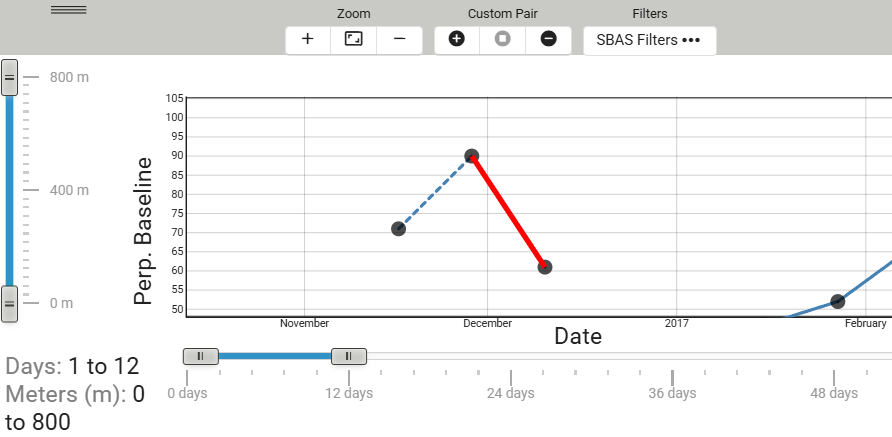 Zoom Custom Pair Filters
+ − SBAS Filters •••
800 m
400 m
0 m
Perp. Baseline
105
100
95
90
85
80
75
70
65
60
55
50
November December 2017 February
Date
Days: 1 to 12
Meters (m): 0
to 800
0 days 12 days 24 days 36 days 48 days